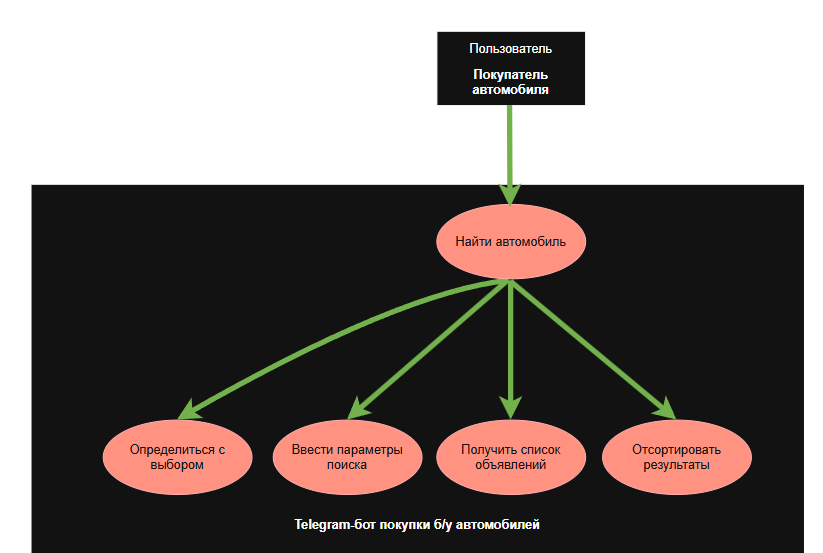 Пользователь
Покупатель
автомобиля
Найти автомобиль
Определиться с
выбором
Ввести параметры
поиска
Получить список
объявлений
Отсортировать
результаты
Telegram-бот покупки б/у автомобилей